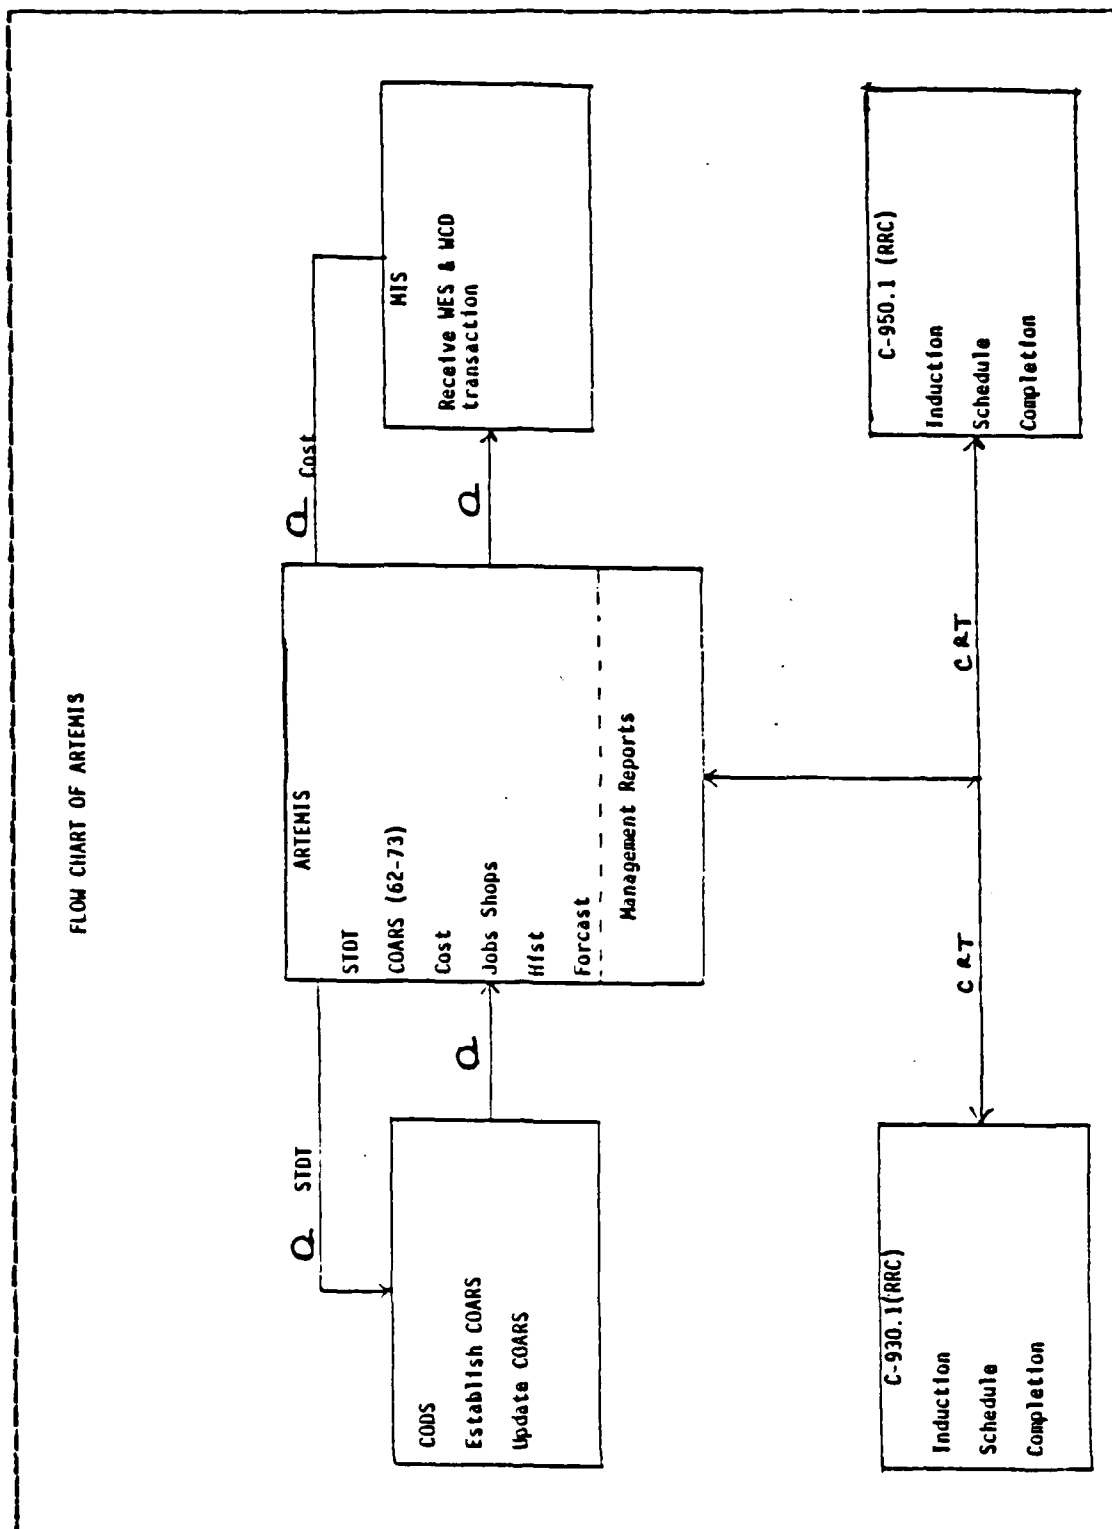 FLOW CHART OF ARTEMIS
STDT
Cost
CODS
Establish COARS
Update COARS
ARTEMIS
STDT
COARS (62-73)
Cost
Jobs Shops
Hist
Forcast
Management Reports
MIS
Receive WES & WCD
transaction
CRT
CRT
C-930.1(RRC)
Induction
Schedule
Completion
C-950.1 (RRC)
Induction
Schedule
Completion